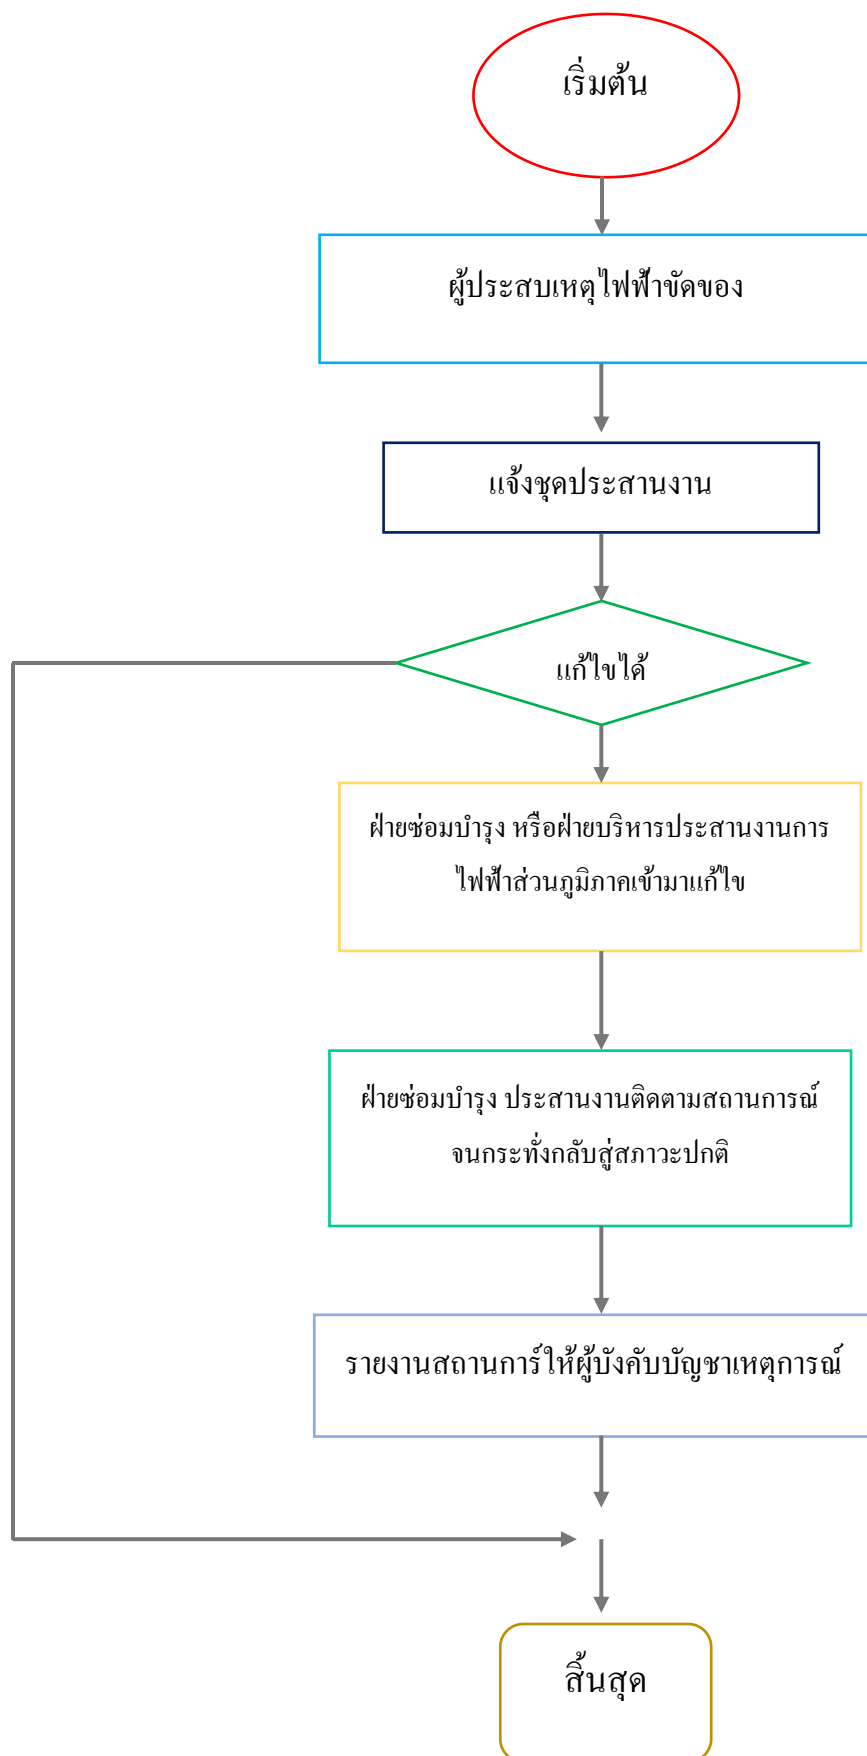 เริ่มต้น
ผู้ประสบเหตุไฟฟ้าขัดของ
แจ้งชุดประสานงาน
แก้ไขได้
ฝ่ายซ่อมบำรุง หรือฝ่ายบริหารประสานงานการ
ไฟฟ้าส่วนภูมิภาคเข้ามาแก้ไข
ฝ่ายซ่อมบำรุง ประสานงานติดตามสถานการณ์
จนกระทั่งกลับสู่สภาวะปกติ
รายงานสถานการ์ให้ผู้บังคับบัญชาเหตุการณ์
สิ้นสุด